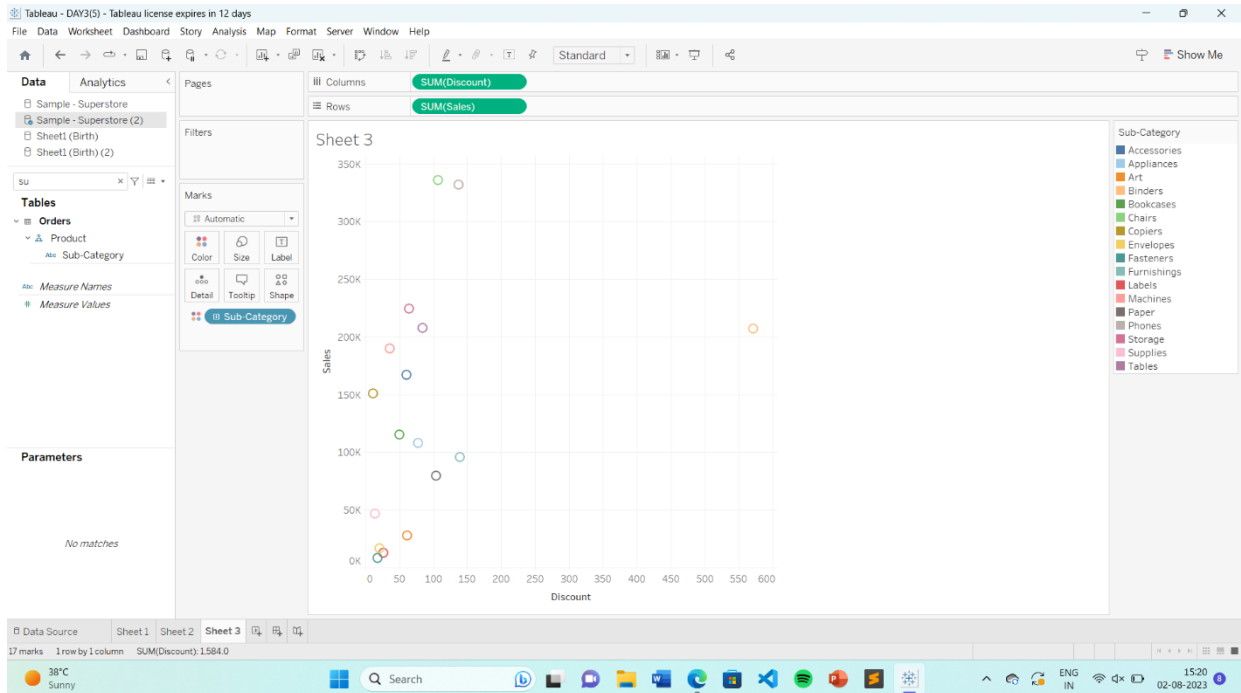 Tableau - DAY3(5) - Tableau license expires in 12 days
File Data Worksheet Dashboard Story Analysis Map Format Server Window Help
Standard
Show Me
Data Analytics
Sample - Superstore
Sample - Superstore (2)
Sheet1 (Birth)
Sheet1 (Birth) (2)
su
Tables
Orders
Product
Abc Sub-Category
Abc Measure Names
# Measure Values
Parameters
No matches
Pages
Filters
Marks
Automatic
Color Size Label
Detail Tooltip Shape
Sub-Category
Columns SUM(Discount)
Rows SUM(Sales)
Sheet 3
350K
300K
250K
200K
150K
100K
50K
0K
Sales
0 50 100 150 200 250 300 350 400 450 500 550 600
Discount
Sub-Category
Accessories
Appliances
Art
Binders
Bookcases
Chairs
Copiers
Envelopes
Fasteners
Furnishings
Labels
Machines
Paper
Phones
Storage
Supplies
Tables
Data Source Sheet 1 Sheet 2 Sheet 3
17 marks 1 row by 1 column SUM(Discount): 1,584.0
38°C
Sunny
Search
ENG
IN
15:20
02-08-2023
8